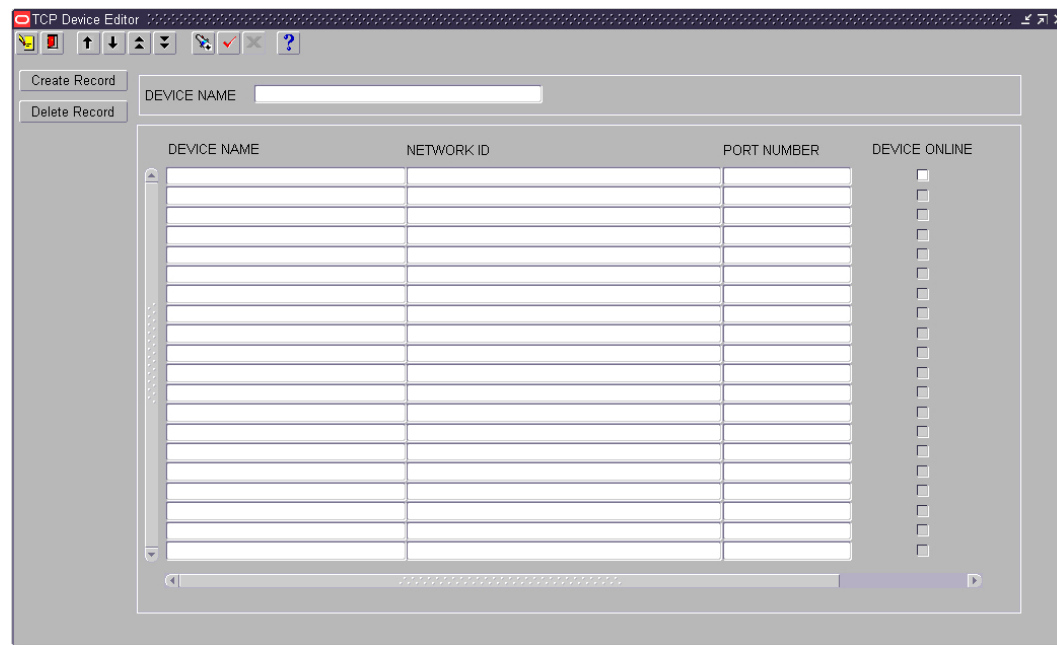 TCP Device Editor
Create Record
Delete Record
DEVICE NAME
DEVICE NAME NETWORK ID PORT NUMBER DEVICE ONLINE